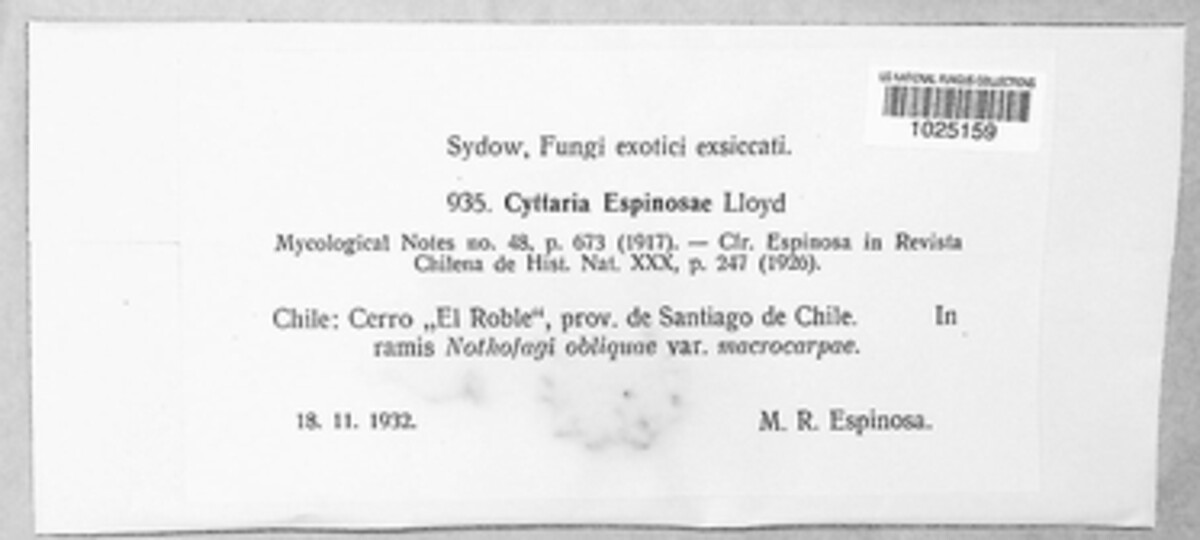 US NATIONAL FUNGUS COLLECTIONS
1025159
Sydow, Fungi exotici exsiccati.
935. Cyttaria Espinosae Lloyd
Mycological Notes no. 48, p. 673 (1917). — Cfr. Espinosa in Revista
Chilena de Hist. Nat. XXX, p. 247 (1926).
Chile: Cerro „El Roble“, prov. de Santiago de Chile. In
ramis Nothofagi obliquae var. macrocarpae.
18. 11. 1932. M. R. Espinosa.